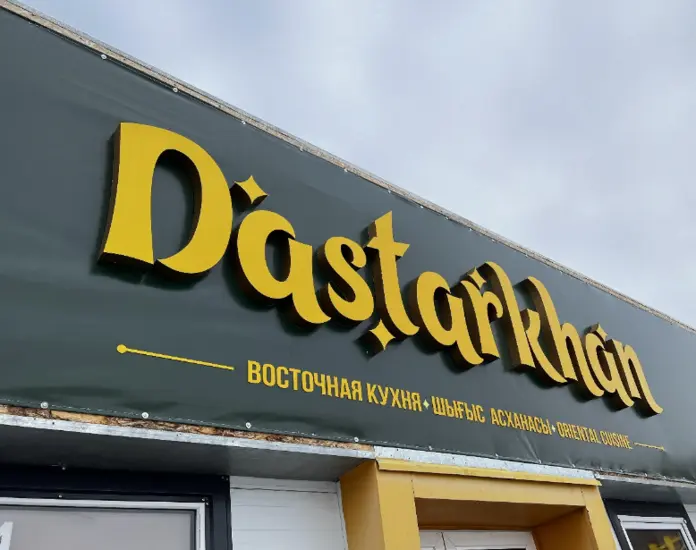 Dastarkhan
ВОСТОЧНАЯ КУХНЯ ШЫҒЫС АСХАНАСЫ ORIENTAL CUISINE